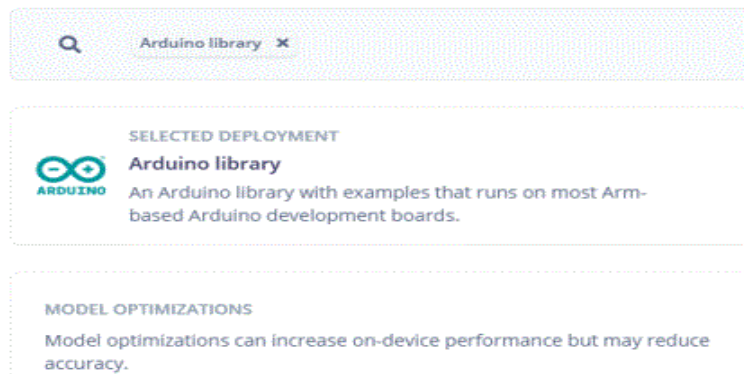 Arduino library ×
SELECTED DEPLOYMENT
Arduino library
ARDUINO
An Arduino library with examples that runs on most Arm-
based Arduino development boards.
MODEL OPTIMIZATIONS
Model optimizations can increase on-device performance but may reduce
accuracy.